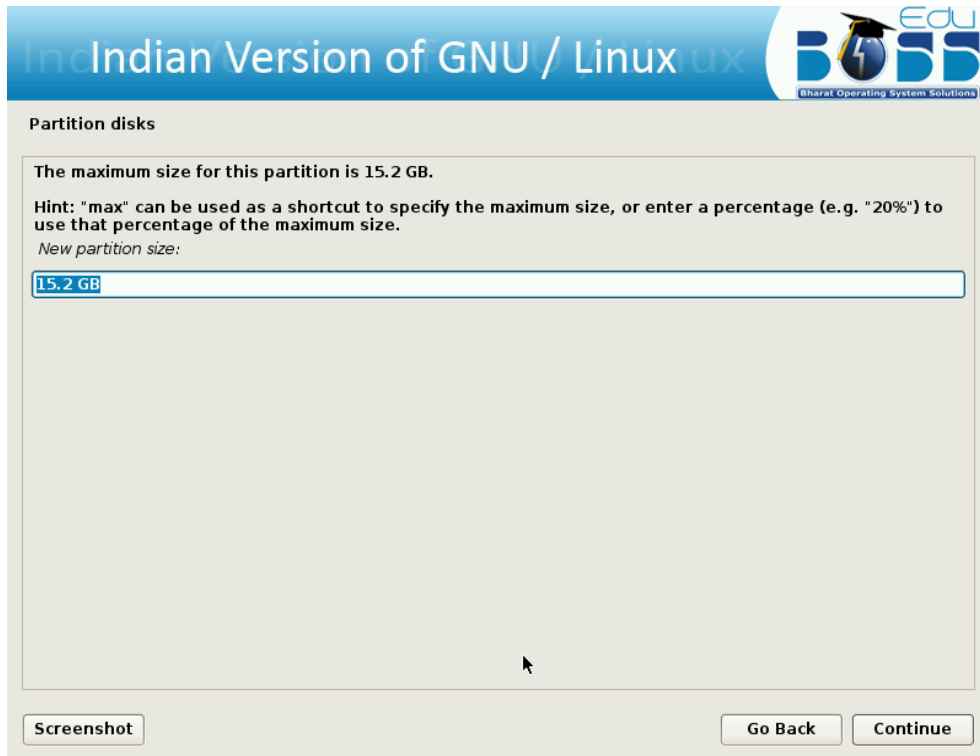 Indian Version of GNU / Linux
Edu
BOSS
Bharat Operating System Solutions
Partition disks
The maximum size for this partition is 15.2 GB.
Hint: "max" can be used as a shortcut to specify the maximum size, or enter a percentage (e.g. "20%") to
use that percentage of the maximum size.
New partition size:
15.2 GB
Screenshot
Go Back
Continue